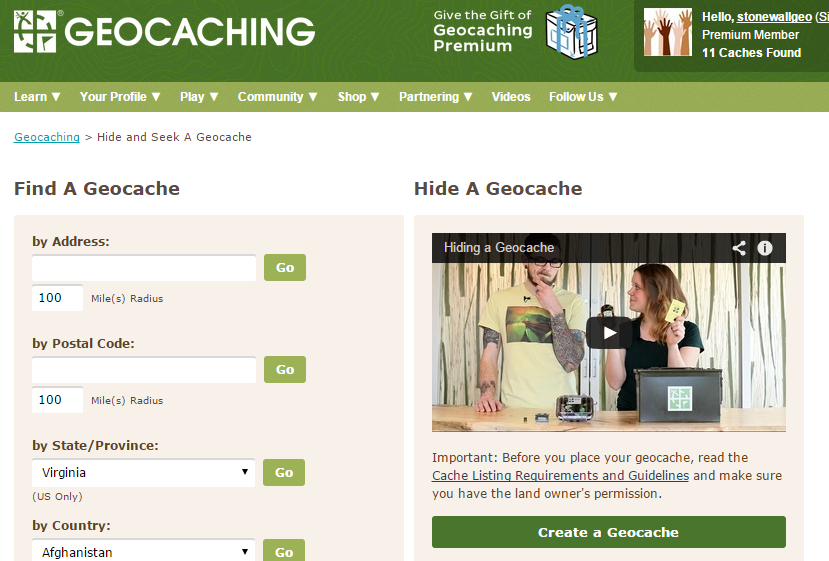 GEOCACHING
®
Give the Gift of
Geocaching
Premium
Hello, stonewallgeo (Si
Premium Member
11 Caches Found
Learn ▼ Your Profile ▼ Play ▼ Community ▼ Shop ▼ Partnering ▼ Videos Follow Us ▼
Geocaching > Hide and Seek A Geocache
Find A Geocache
by Address:
Go
100 Mile(s) Radius
by Postal Code:
Go
100 Mile(s) Radius
by State/Province:
Virginia ▼ Go
(US Only)
by Country:
Afghanistan ▼ Go
Hide A Geocache
Hiding a Geocache
Important: Before you place your geocache, read the
Cache Listing Requirements and Guidelines and make sure
you have the land owner's permission.
Create a Geocache